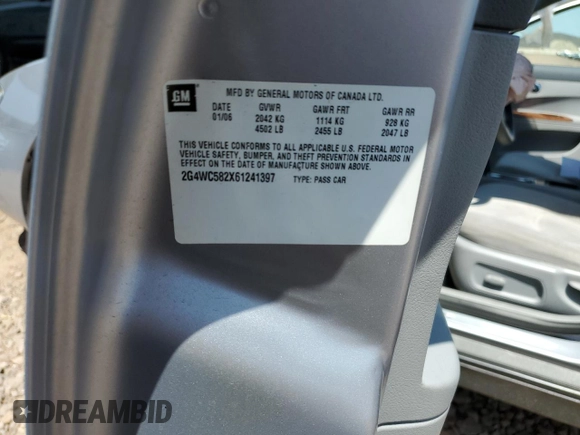 GM
MFD BY GENERAL MOTORS OF CANADA LTD.
DATE GVWR GAWR FRT GAWR RR
01/06 2042 KG 1114 KG 928 KG
4502 LB 2455 LB 2047 LB
THIS VEHICLE CONFORMS TO ALL APPLICABLE U.S. FEDERAL MOTOR
VEHICLE SAFETY, BUMPER, AND THEFT PREVENTION STANDARDS IN
EFFECT ON THE DATE OF MANUFACTURE SHOWN ABOVE.
2G4WC582X61241397 TYPE: PASS CAR
DREAMBID